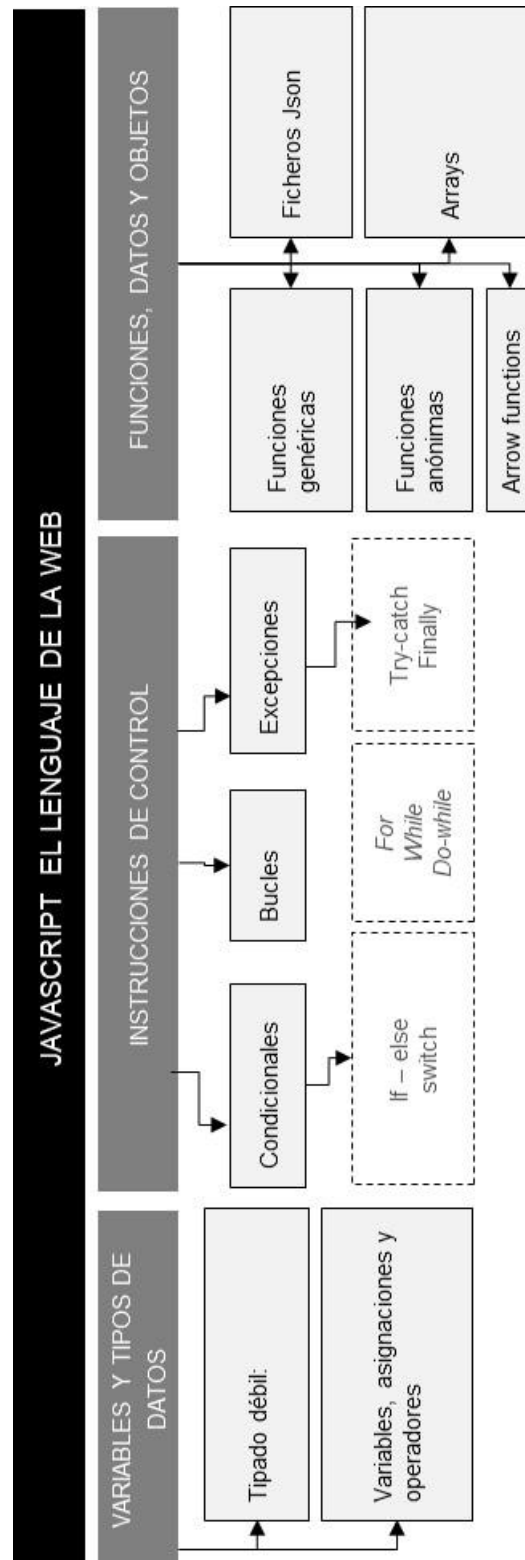 JAVASCRIPT EL LENGUAJE DE LA WEB
VARIABLES Y TIPOS DE
DATOS
Tipado débil:
Variables, asignaciones y
operadores
INSTRUCCIONES DE CONTROL
Condicionales
If – else
switch
Bucles
For
While
Do-while
Excepciones
Try-catch
Finally
FUNCIONES, DATOS Y OBJETOS
Funciones
genéricas
Funciones
anónimas
Arrow functions
Ficheros Json
Arrays